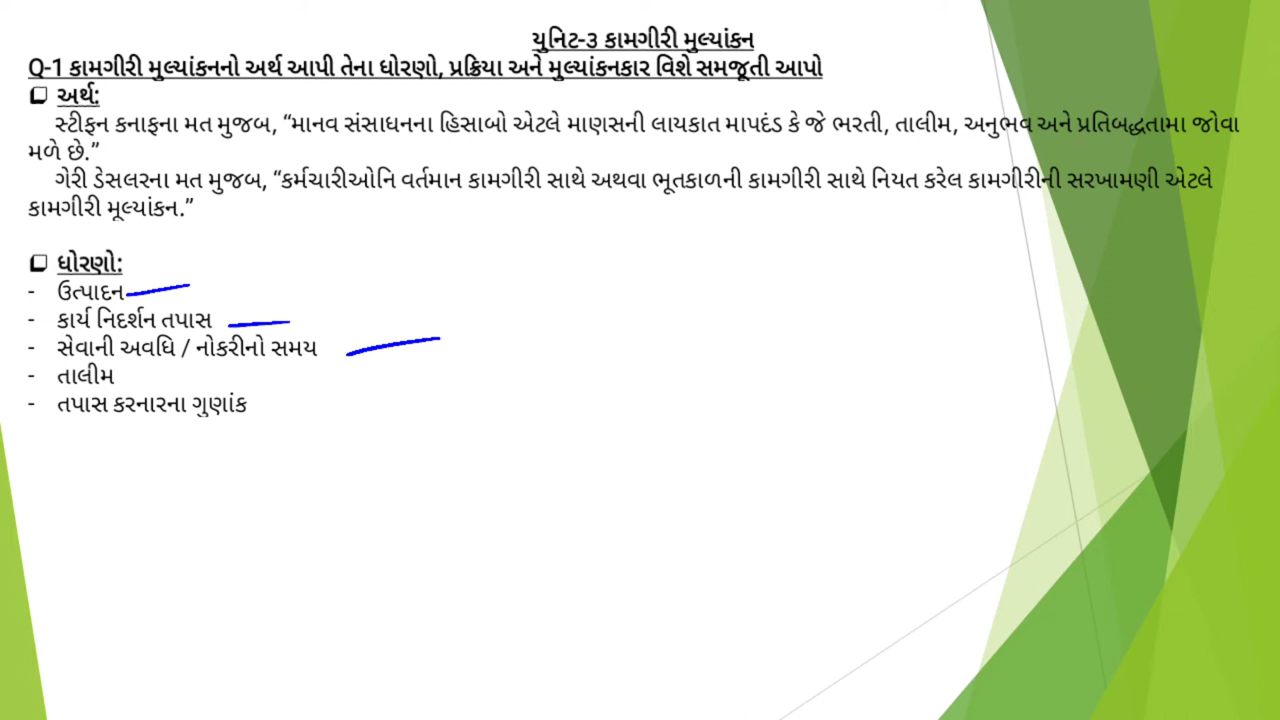 યુનિટ-૩ કામગીરી મુલ્યાંકન
Q-1 કામગીરી મુલ્યાંકનનો અર્થ આપી તેના ધોરણો, પ્રક્રિયા અને મુલ્યાંકનકાર વિશે સમજૂતી આપો
❑ અર્થ:
સ્ટીફન કનાફના મત મુજબ, “માનવ સંસાધનના હિસાબો એટલે માણસની લાયકાત માપદંડ કે જે ભરતી, તાલીમ, અનુભવ અને પ્રતિબદ્ધતામા જોવા
મળે છે.”
ગેરી ડેસલરના મત મુજબ, “કર્મચારીઓનિ વર્તમાન કામગીરી સાથે અથવા ભૂતકાળની કામગીરી સાથે નિયત કરેલ કામગીરીની સરખામણી એટલે
કામગીરી મૂલ્યાંકન.”
❑ ધોરણો:
- ઉત્પાદન
- કાર્ય નિદર્શન તપાસ
- સેવાની અવધિ / નોકરીનો સમય
- તાલીમ
- તપાસ કરનારના ગુણાંક